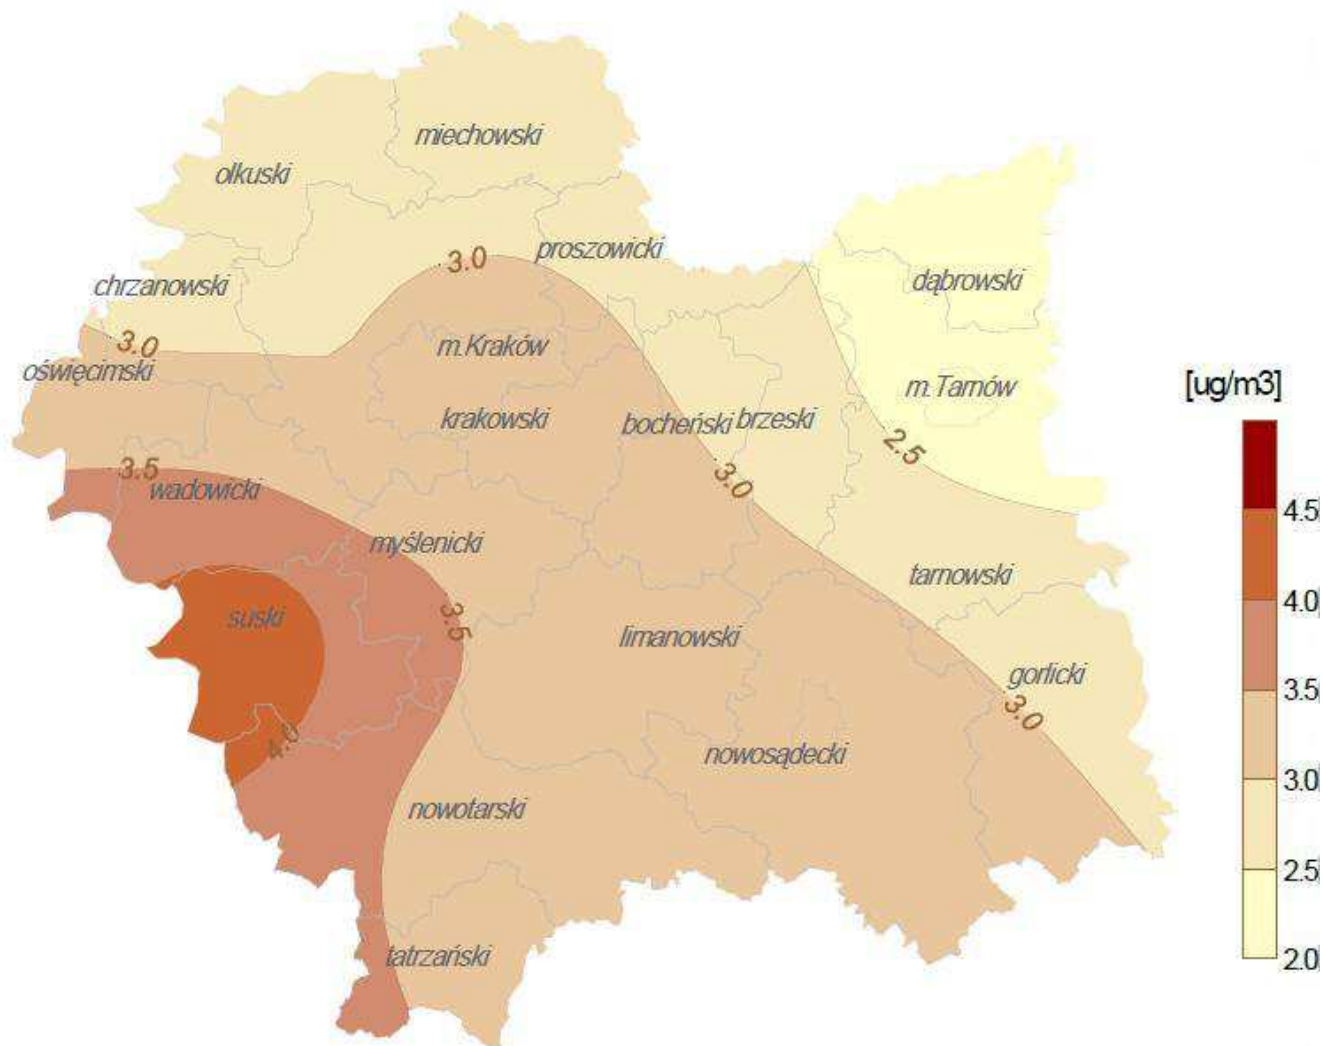 miechowski
olkuski
proszowicki
3.0
chrzanowski
dąbrowski
3.0
m.Kraków
oświęcimski
m.Tarnów
[ug/m3]
krakowski
bocheński
brzeski
2.5
3.5
3.0
wadowicki
4.5
myślenicki
tarnowski
4.0
suski
3.5
limanowski
gorlicki
3.5
3.0
4.0
nowosądecki
3.0
nowotarski
2.5
tatrzański
2.0